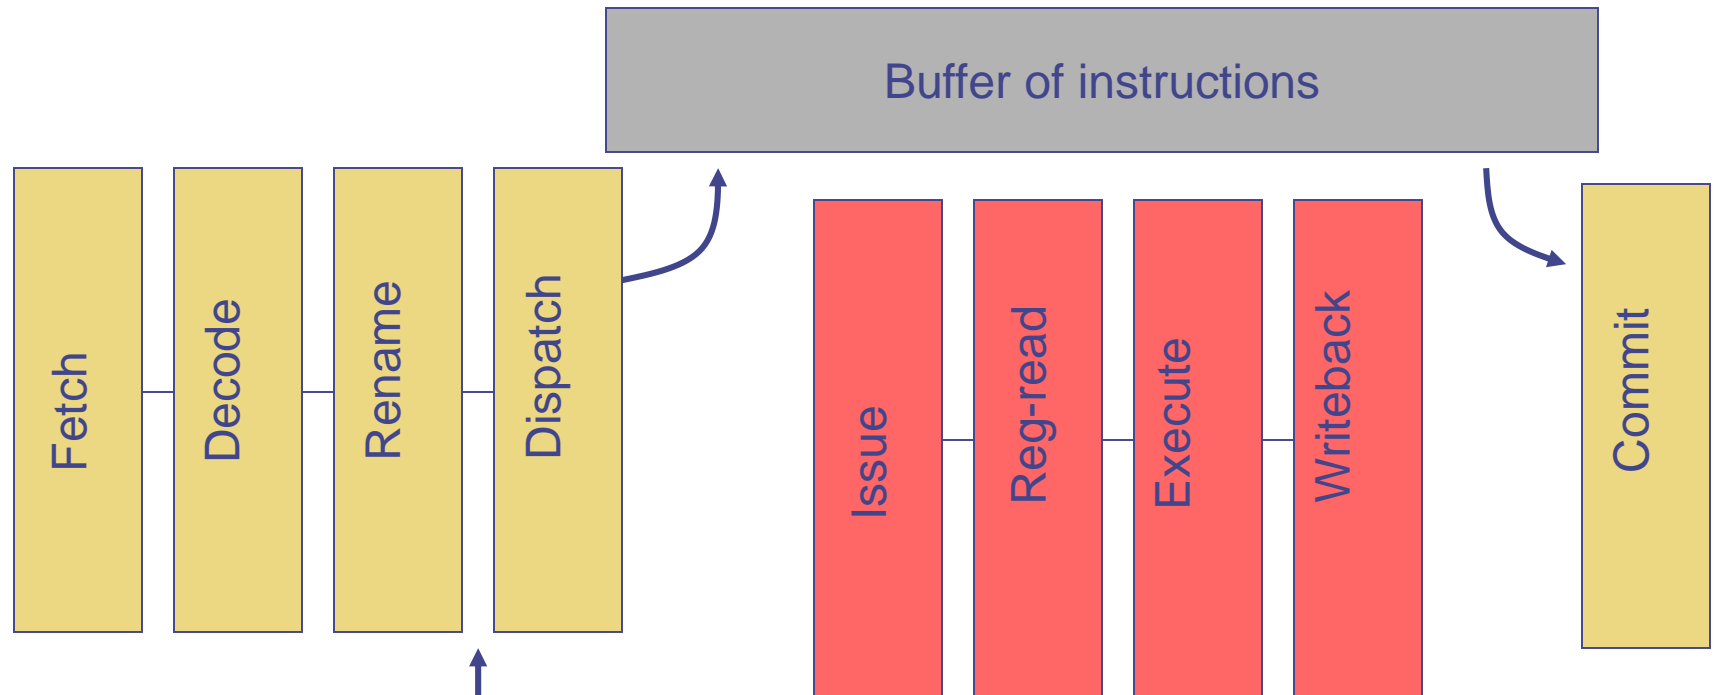 Buffer of instructions
Fetch
Decode
Rename
Dispatch
Issue
Reg-read
Execute
Writeback
Commit